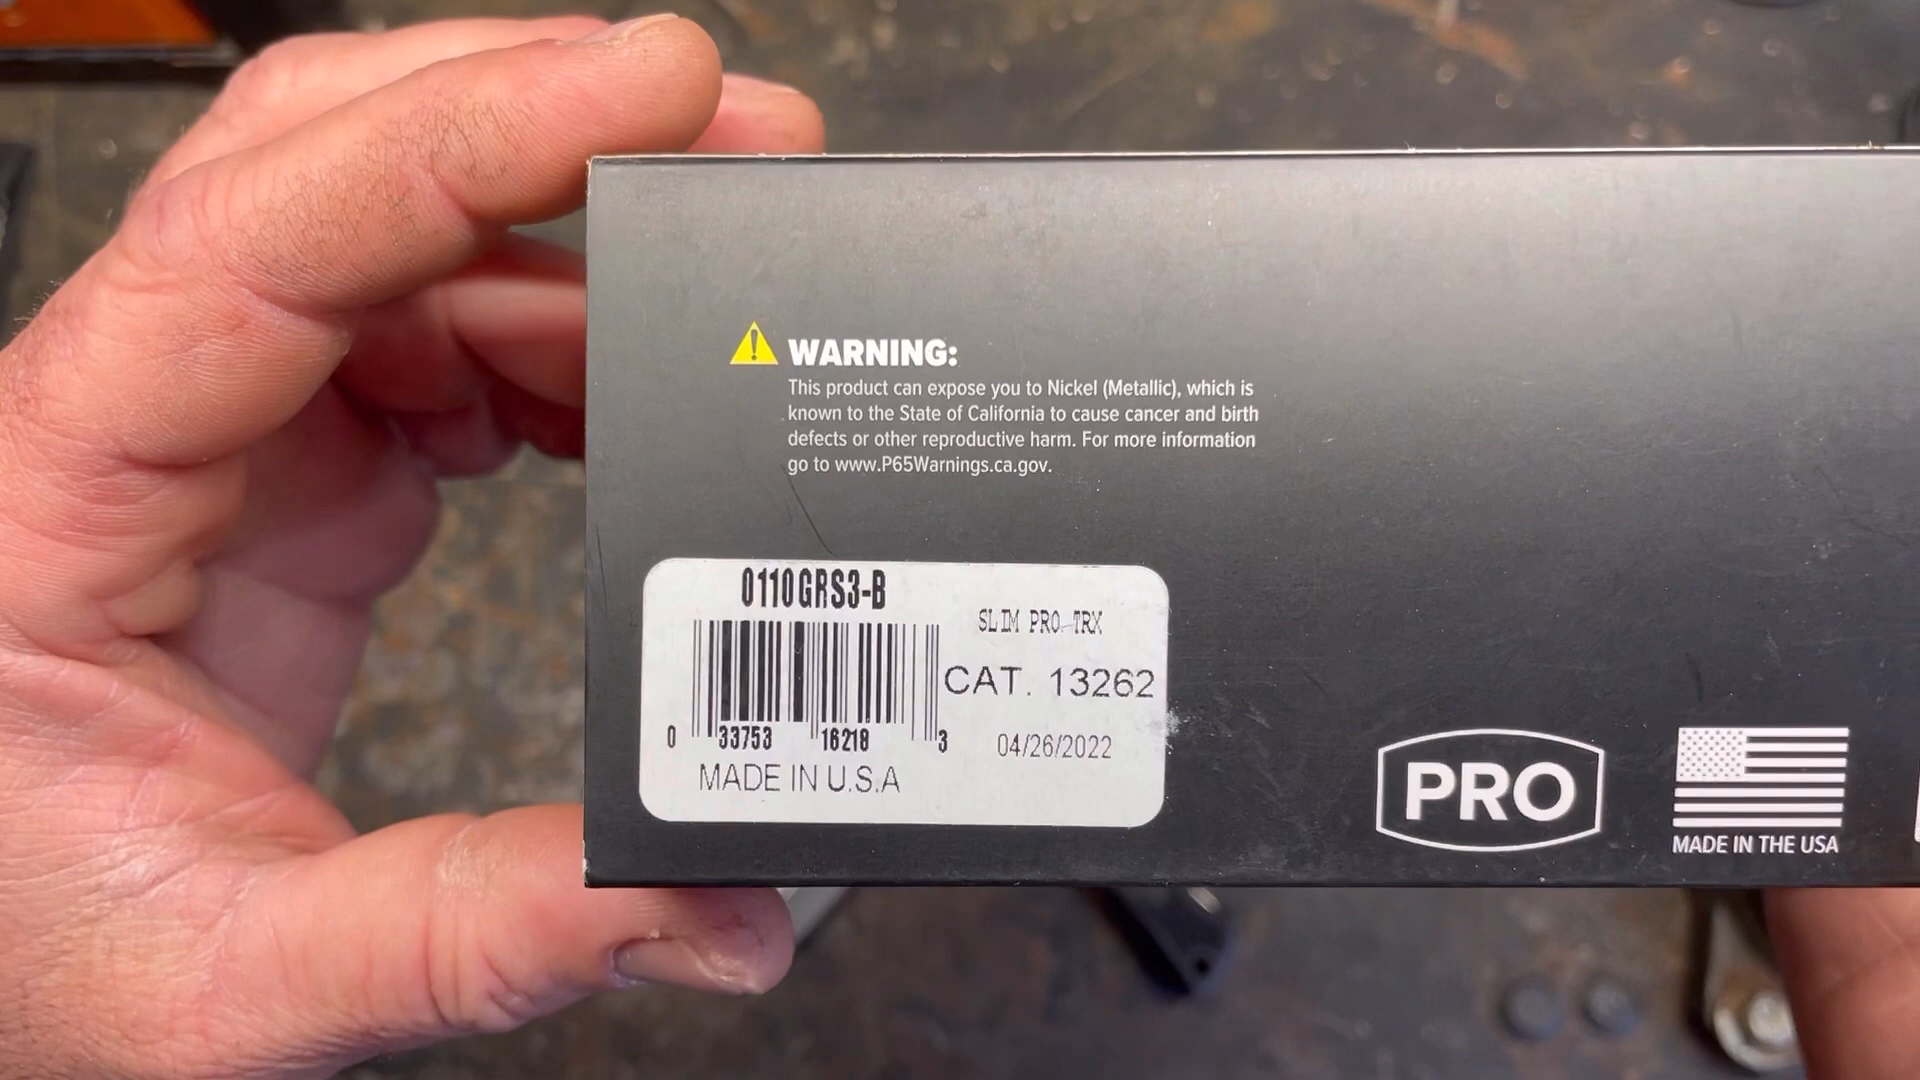 WARNING:
This product can expose you to Nickel (Metallic), which is
known to the State of California to cause cancer and birth
defects or other reproductive harm. For more information
go to www.P65Warnings.ca.gov.
0110GRS3-B
SLIM PRO TRX
CAT. 13262
0 33753 16218 3
04/26/2022
MADE IN U.S.A
PRO
MADE IN THE USA